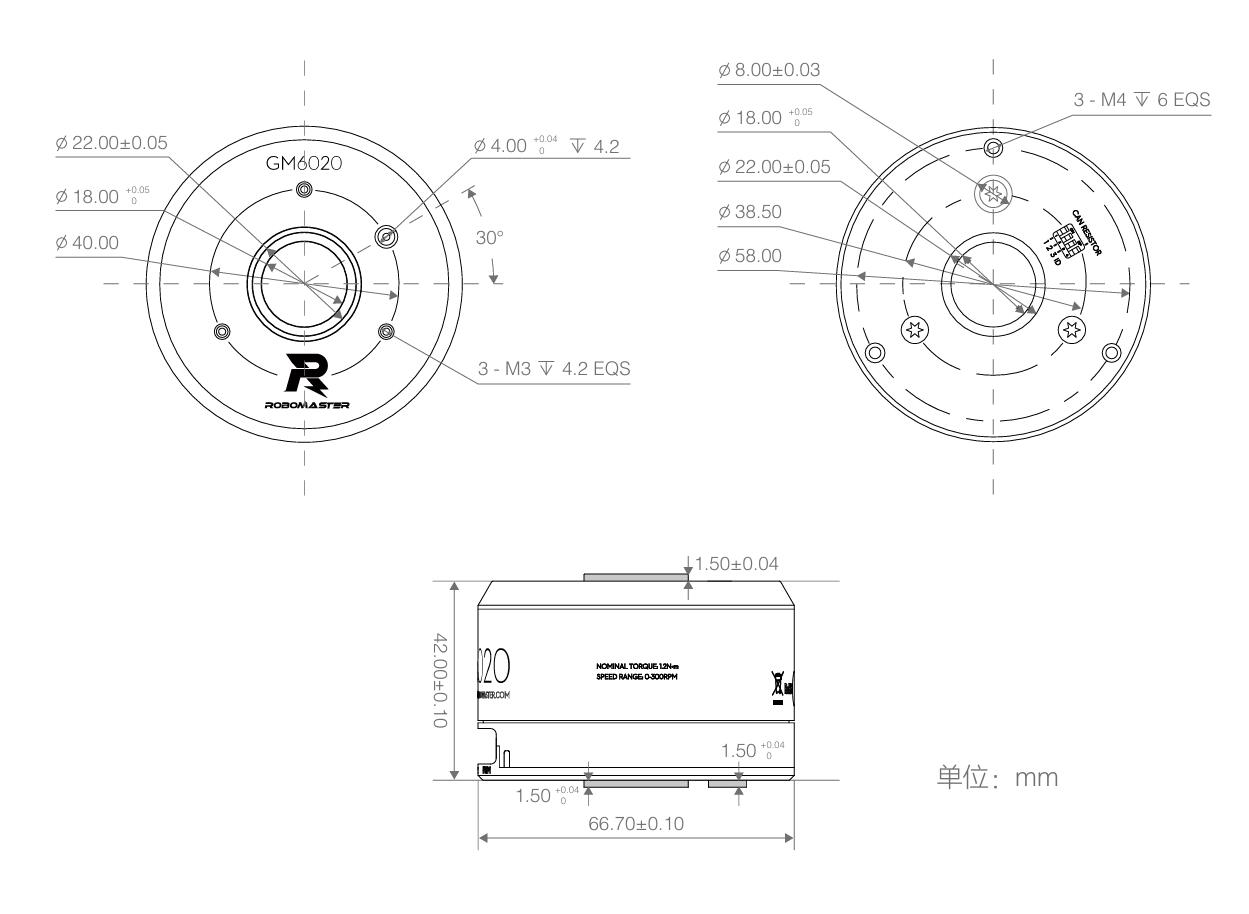 ⌀ 22.00±0.05
⌀ 18.00 +0.05 0
⌀ 40.00
GM6020
⌀ 4.00 +0.04 0 ↧ 4.2
30°
3 - M3 ↧ 4.2 EQS
ROBOMASTER
⌀ 8.00±0.03
⌀ 18.00 +0.05 0
⌀ 22.00±0.05
⌀ 38.50
⌀ 58.00
3 - M4 ↧ 6 EQS
CAN RESISTOR
1 2 3 ID
1.50±0.04
42.00±0.10
020
MASTER.COM
NOMINAL TORQUE: 1.2N·m
SPEED RANGE: 0-300RPM
1.50 +0.04 0
1.50 +0.04 0
66.70±0.10
单位：mm